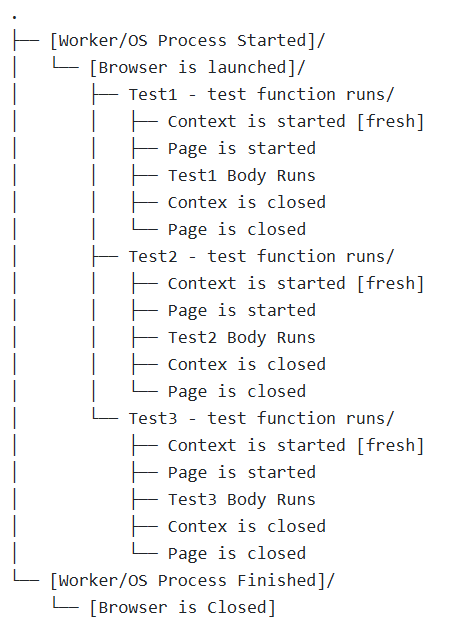 .
├── [Worker/OS Process Started]/
│   └── [Browser is launched]/
│       ├── Test1 - test function runs/
│       │   ├── Context is started [fresh]
│       │   ├── Page is started
│       │   ├── Test1 Body Runs
│       │   ├── Contex is closed
│       │   └── Page is closed
│       ├── Test2 - test function runs/
│       │   ├── Context is started [fresh]
│       │   ├── Page is started
│       │   ├── Test2 Body Runs
│       │   ├── Contex is closed
│       │   └── Page is closed
│       └── Test3 - test function runs/
│           ├── Context is started [fresh]
│           ├── Page is started
│           ├── Test3 Body Runs
│           ├── Contex is closed
│           └── Page is closed
└── [Worker/OS Process Finished]/
    └── [Browser is Closed]